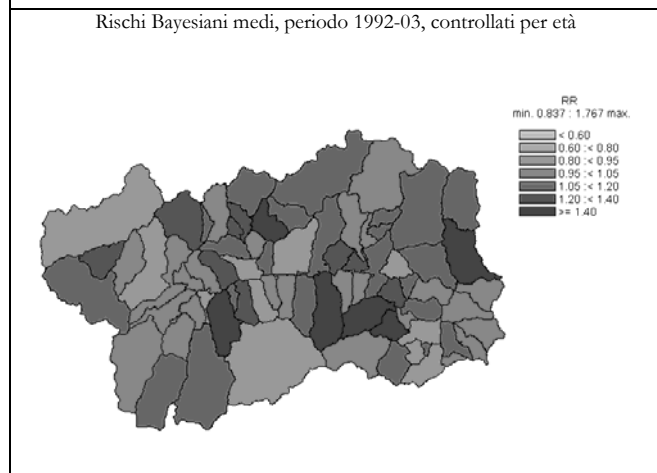 Rischi Bayesiani medi, periodo 1992-03, controllati per età
RR
min. 0.837 : 1.767 max.
< 0.60
0.60 :< 0.80
0.80 :< 0.95
0.95 :< 1.05
1.05 :< 1.20
1.20 :< 1.40
>= 1.40